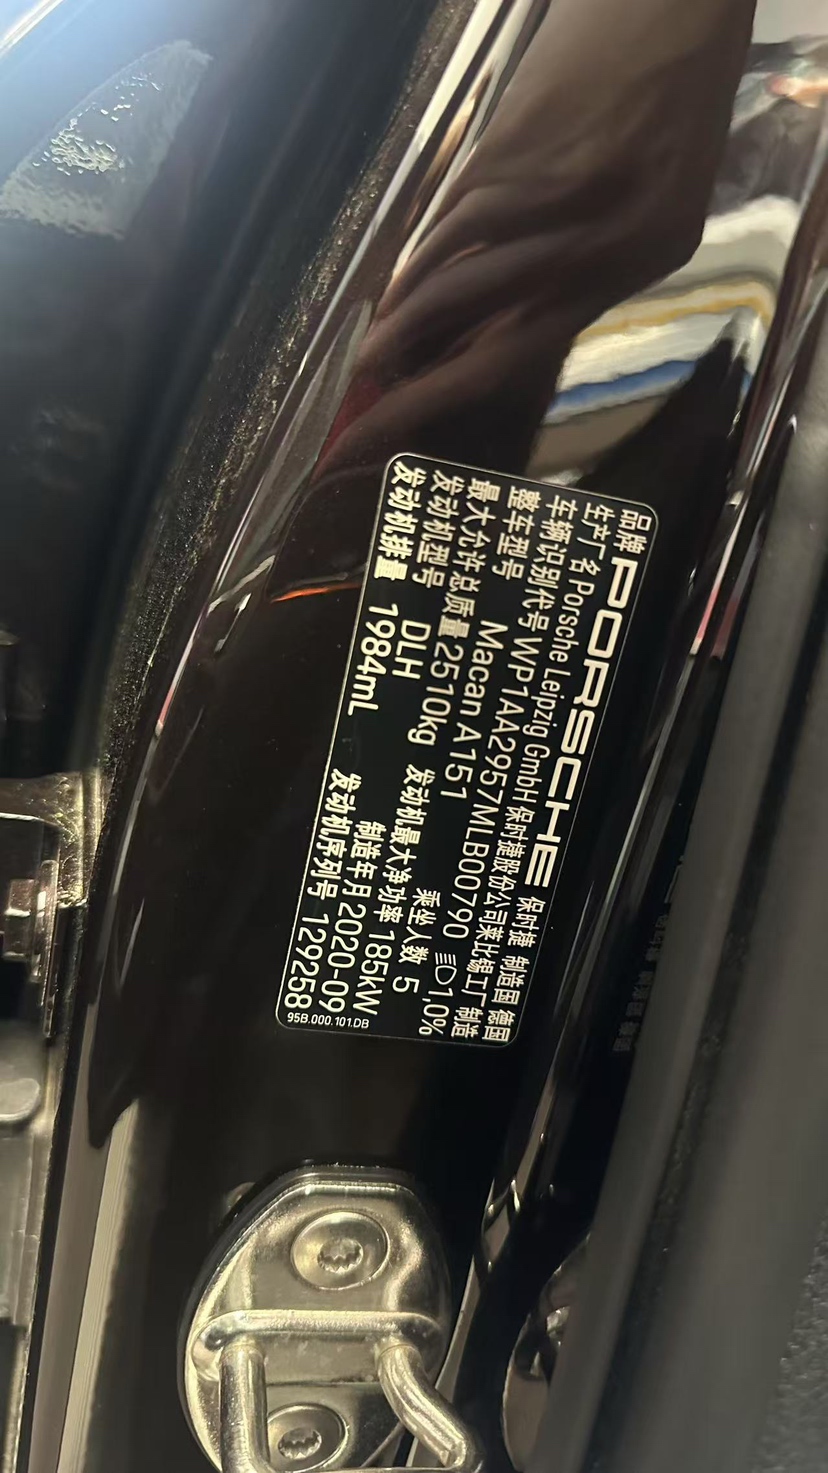 品牌 PORSCHE 保时捷 制造国 德国
生产厂名 Porsche Leipzig GmbH 保时捷股份公司莱比锡工厂制造
车辆识别代号 WP1AA2957MLB00790 1,0%
整车型号 Macan A151 乘坐人数 5
最大允许总质量 2510kg 发动机最大净功率 185kW
发动机型号 DLH 制造年月 2020-09
发动机排量 1984mL 发动机序列号 129258
95B.000.101.DB